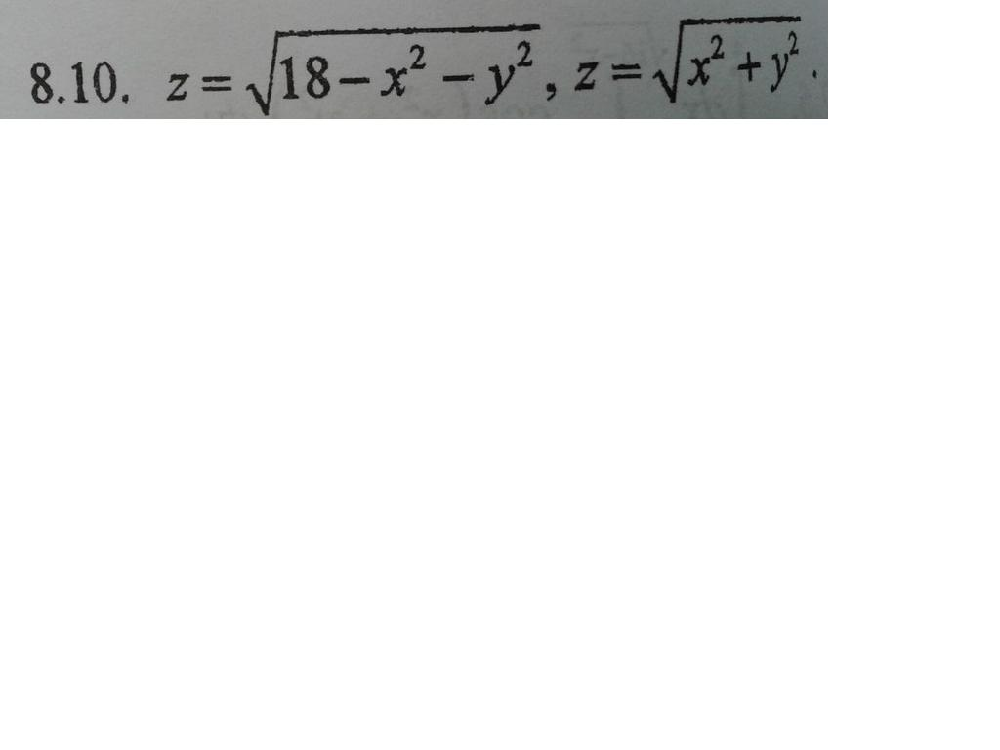 8.10. z = √(18 − x² − y²), z = √(x² + y²).